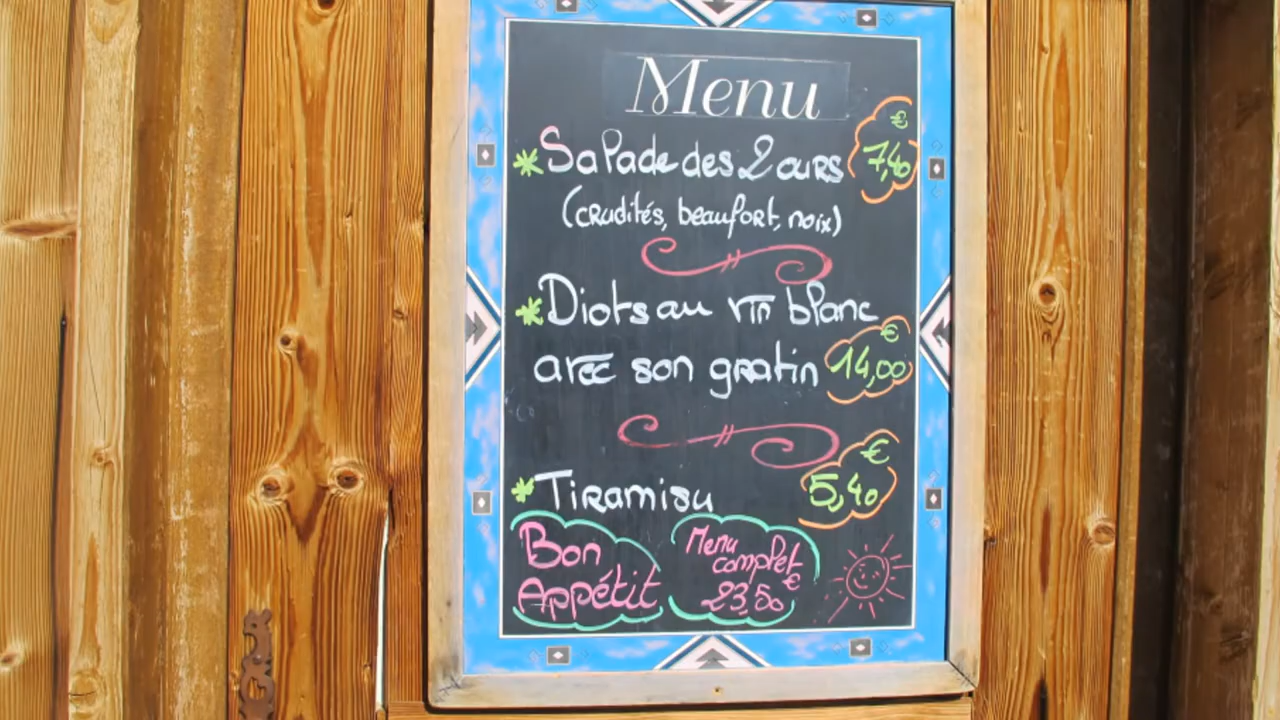 Menu
* Salade des 2 ours € 7,40
(crudités, beaufort, noix)
* Diots au vin blanc
avec son gratin € 14,00
* Tiramisu € 5,40
Bon
Appétit
Menu
complet
€
23,50